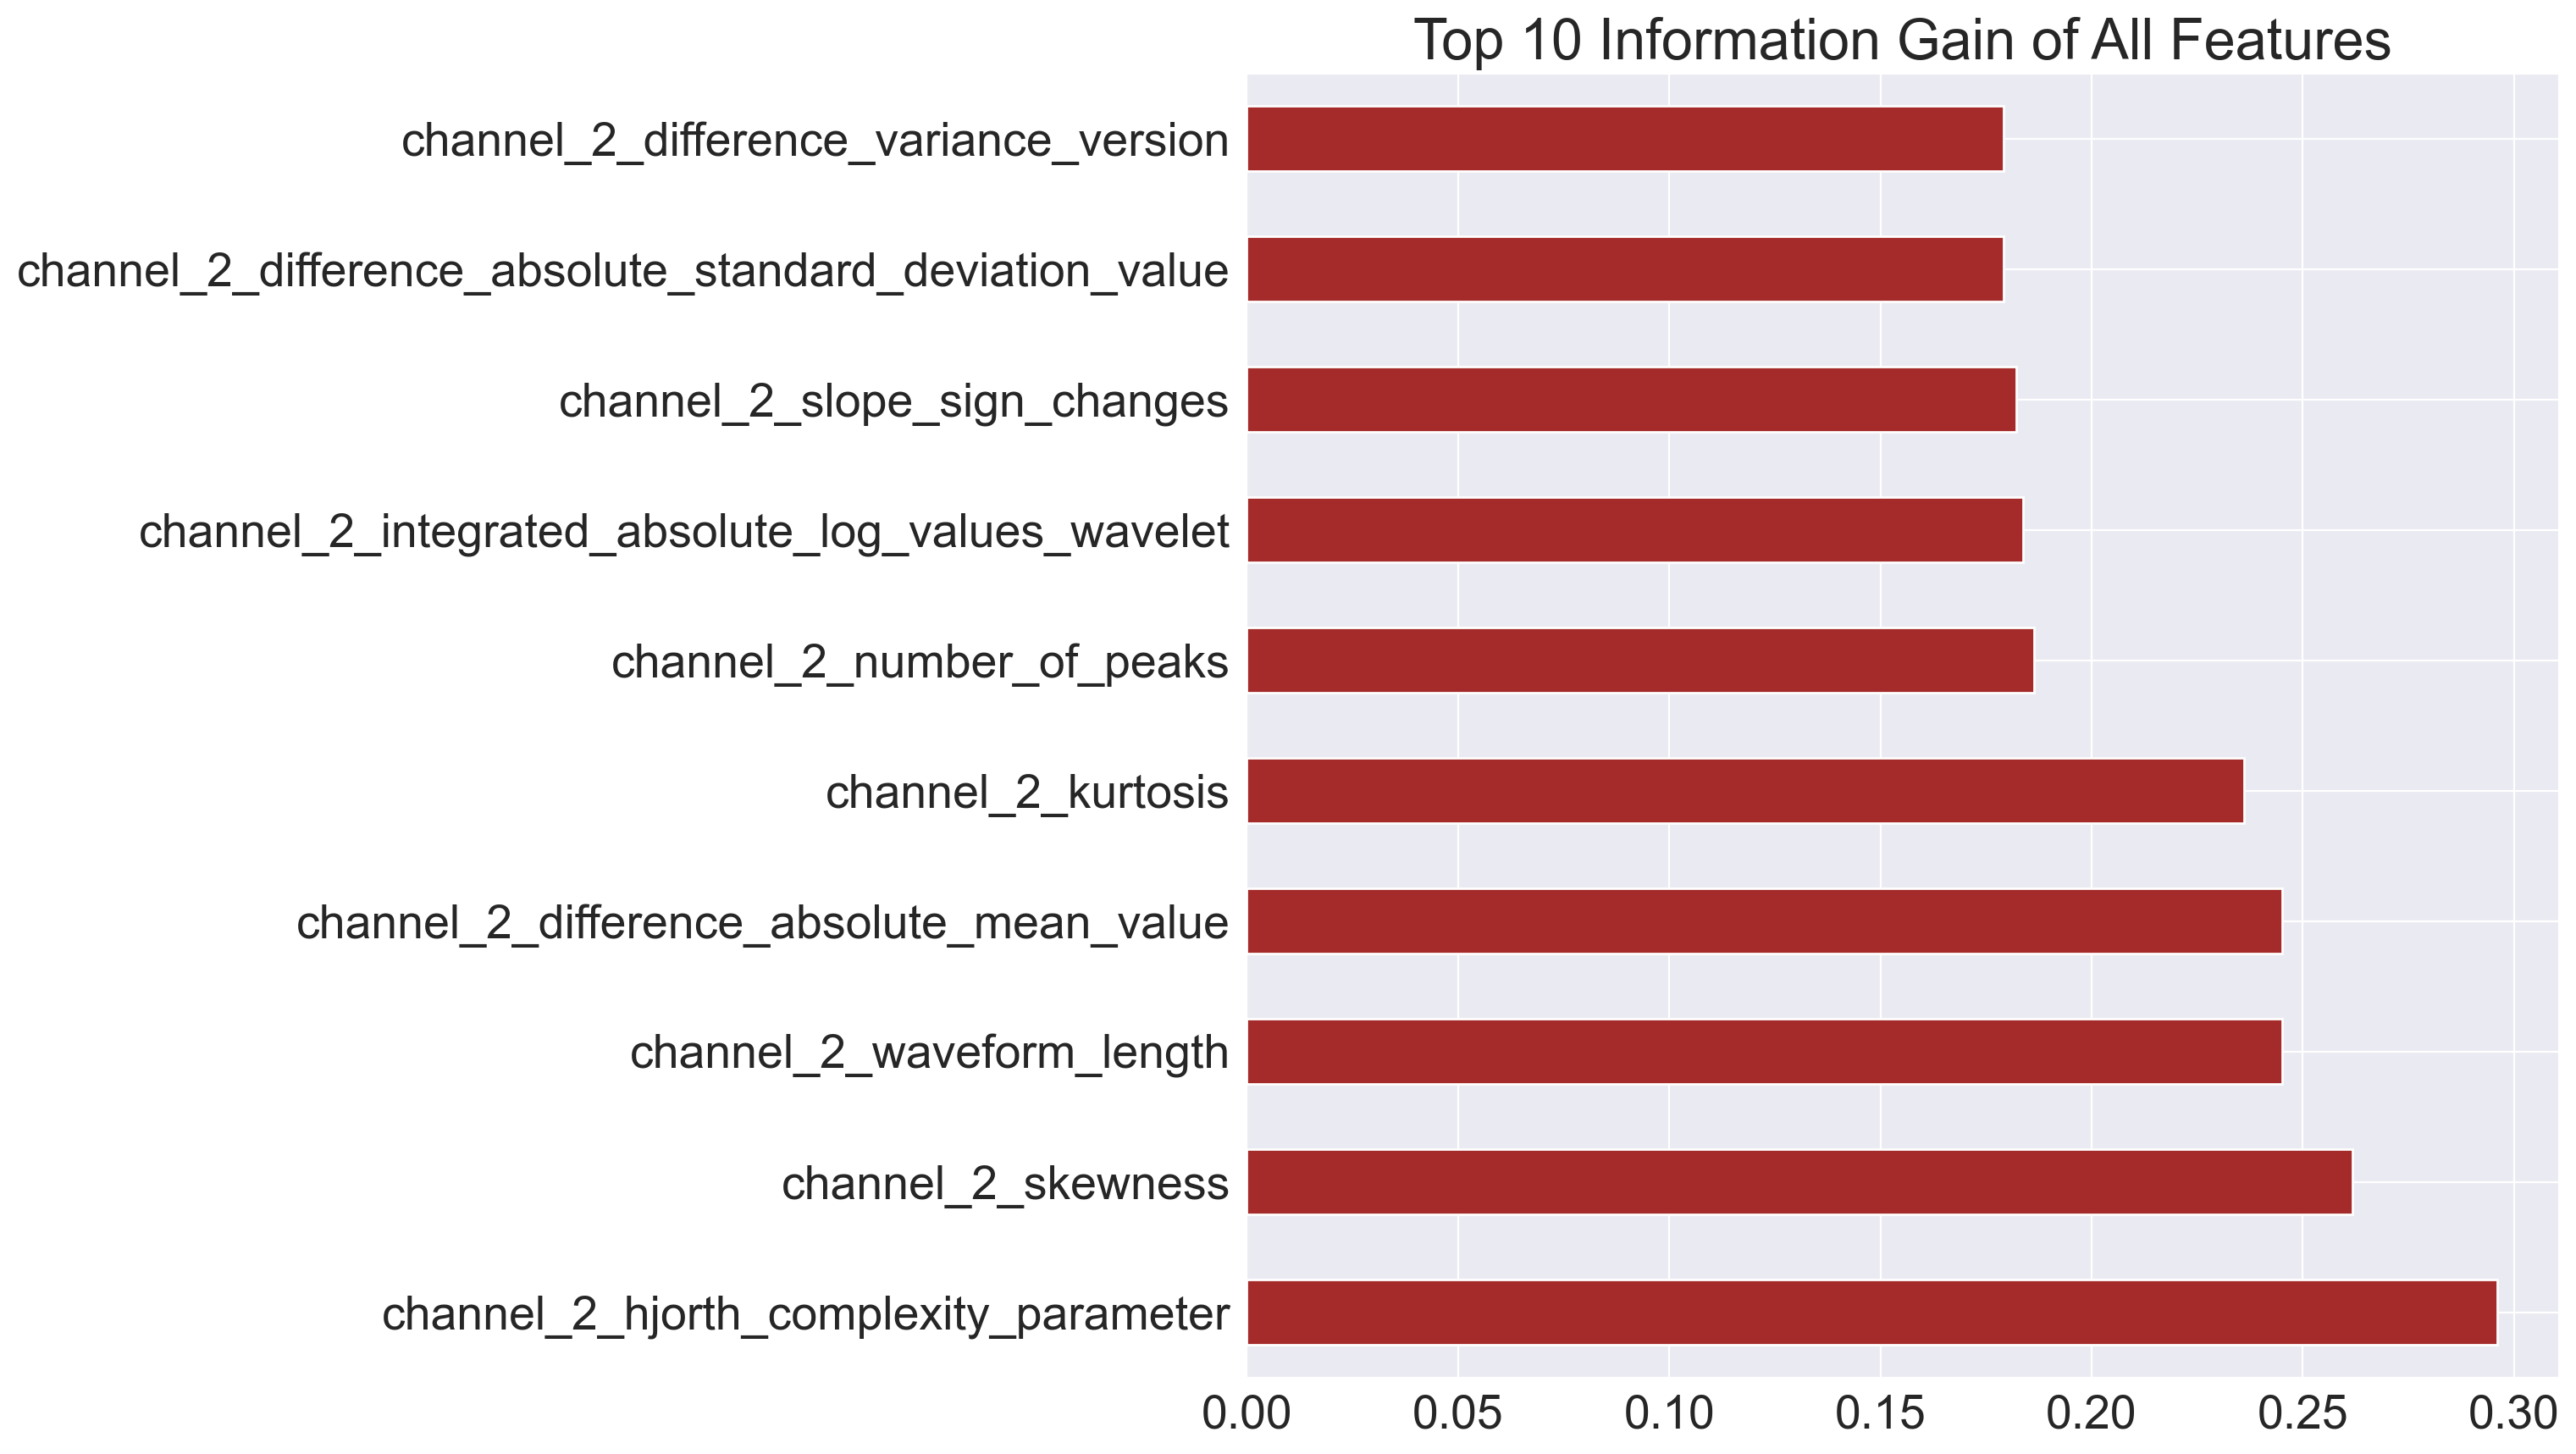 Top 10 Information Gain of All Features
channel_2_difference_variance_version
channel_2_difference_absolute_standard_deviation_value
channel_2_slope_sign_changes
channel_2_integrated_absolute_log_values_wavelet
channel_2_number_of_peaks
channel_2_kurtosis
channel_2_difference_absolute_mean_value
channel_2_waveform_length
channel_2_skewness
channel_2_hjorth_complexity_parameter
0.00 0.05 0.10 0.15 0.20 0.25 0.30